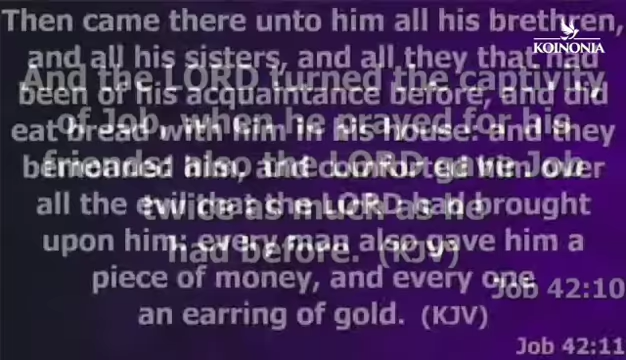 KOINONIA
Then came there unto him all his brethren,
and all his sisters, and all they that had
been of his acquaintance before, and did
eat bread with him in his house: and they
bemoaned him, and comforted him over
all the evil that the LORD had brought
upon him: every man also gave him a
piece of money, and every one
an earring of gold. (KJV)
Job 42:11
And the LORD turned the captivity
of Job, when he prayed for his
friends: also the LORD gave Job
twice as much as he
had before. (KJV)
Job 42:10